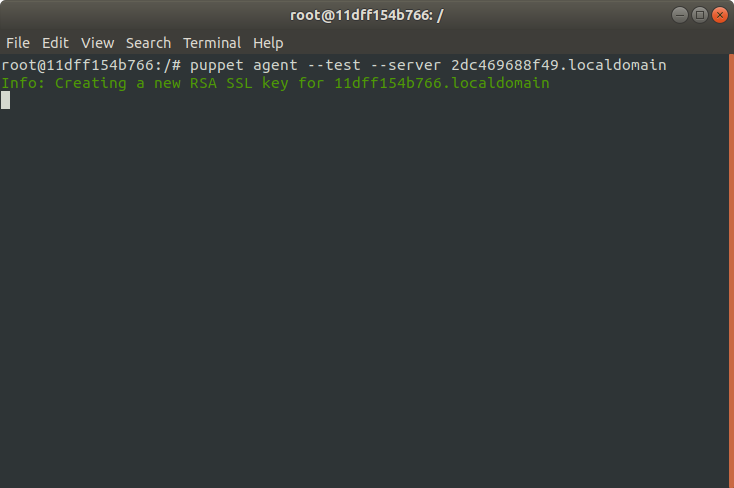 root@11dff154b766: /
File Edit View Search Terminal Help
root@11dff154b766:/# puppet agent --test --server 2dc469688f49.localdomain
Info: Creating a new RSA SSL key for 11dff154b766.localdomain